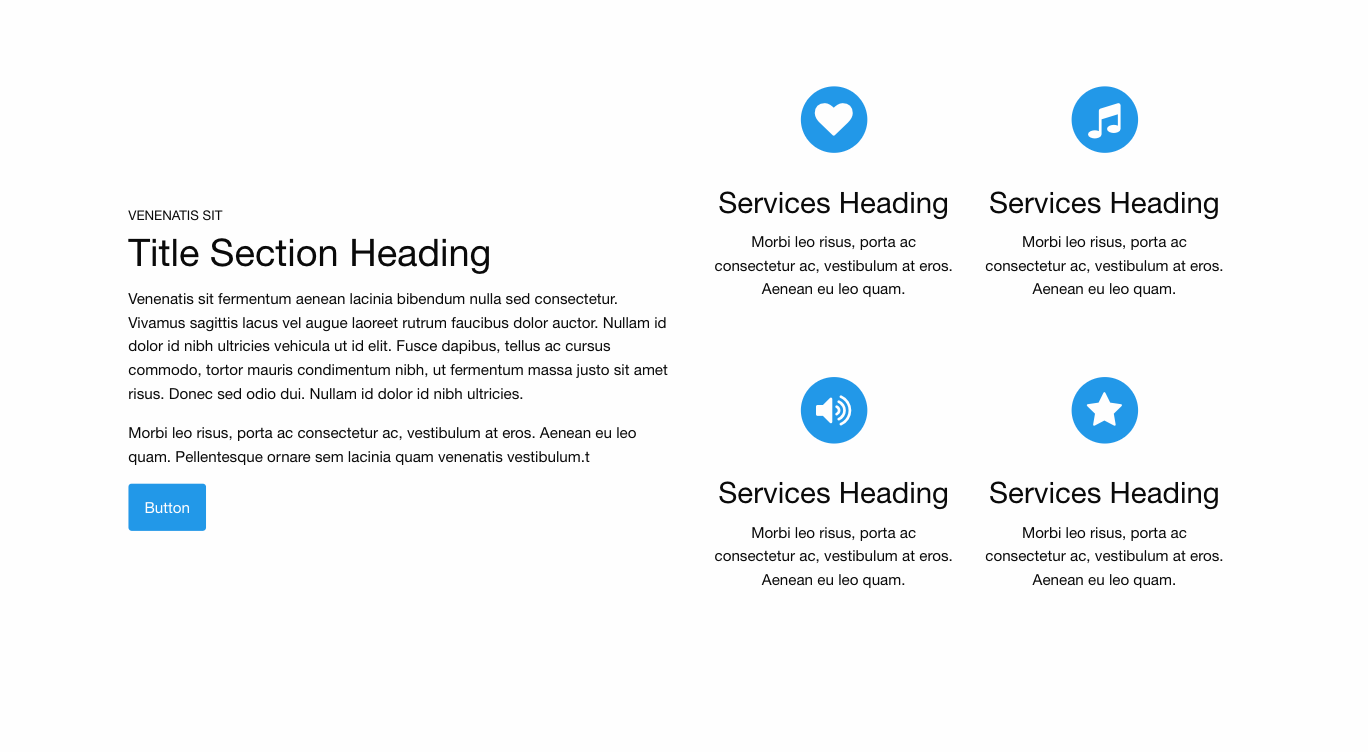 VENENATIS SIT
Title Section Heading
Venenatis sit fermentum aenean lacinia bibendum nulla sed consectetur.
Vivamus sagittis lacus vel augue laoreet rutrum faucibus dolor auctor. Nullam id
dolor id nibh ultricies vehicula ut id elit. Fusce dapibus, tellus ac cursus
commodo, tortor mauris condimentum nibh, ut fermentum massa justo sit amet
risus. Donec sed odio dui. Nullam id dolor id nibh ultricies.
Morbi leo risus, porta ac consectetur ac, vestibulum at eros. Aenean eu leo
quam. Pellentesque ornare sem lacinia quam venenatis vestibulum.t
Button
Services Heading
Morbi leo risus, porta ac
consectetur ac, vestibulum at eros.
Aenean eu leo quam.
Services Heading
Morbi leo risus, porta ac
consectetur ac, vestibulum at eros.
Aenean eu leo quam.
Services Heading
Morbi leo risus, porta ac
consectetur ac, vestibulum at eros.
Aenean eu leo quam.
Services Heading
Morbi leo risus, porta ac
consectetur ac, vestibulum at eros.
Aenean eu leo quam.